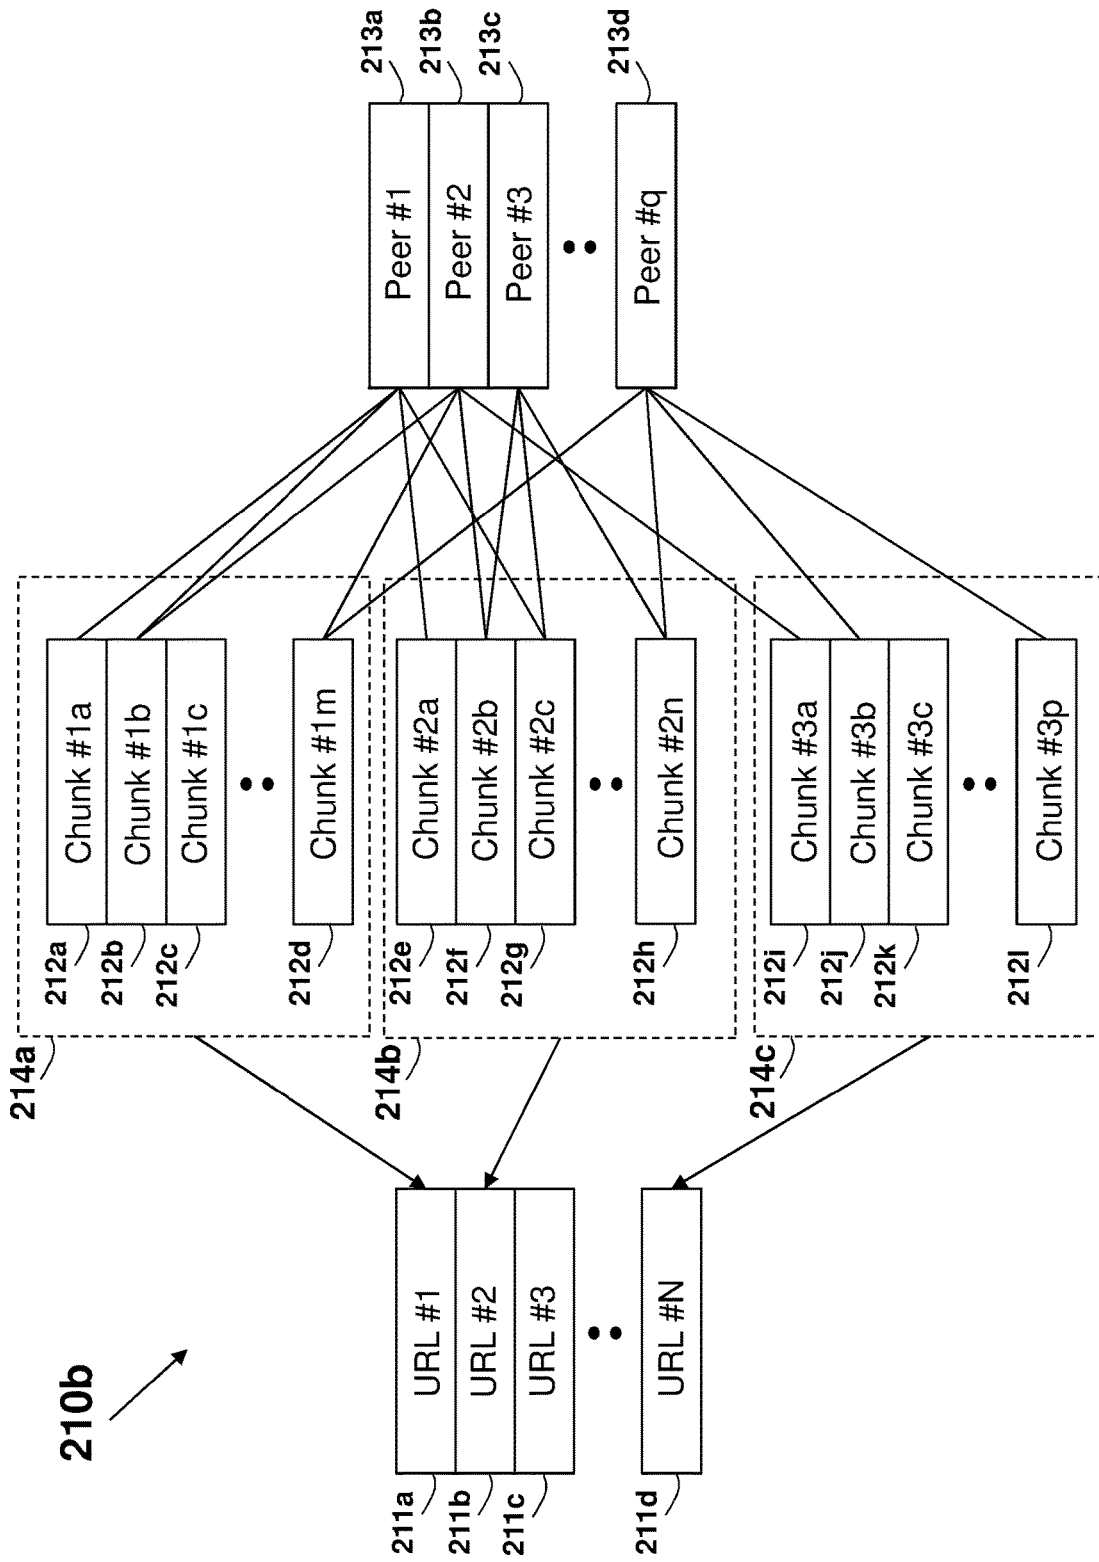 210b
URL #1
URL #2
URL #3
URL #N
211a
211b
211c
211d
214a
Chunk #1a
Chunk #1b
Chunk #1c
Chunk #1m
212a
212b
212c
212d
214b
Chunk #2a
Chunk #2b
Chunk #2c
Chunk #2n
212e
212f
212g
212h
214c
Chunk #3a
Chunk #3b
Chunk #3c
Chunk #3p
212i
212j
212k
212l
Peer #1
Peer #2
Peer #3
Peer #q
213a
213b
213c
213d